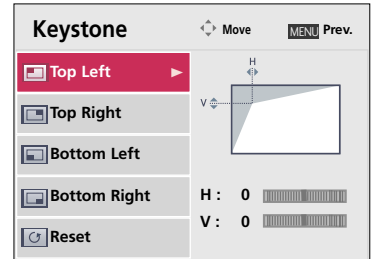 Keystone
Move
MENU Prev.
Top Left
Top Right
Bottom Left
Bottom Right
Reset
H
V
H : 0
V : 0